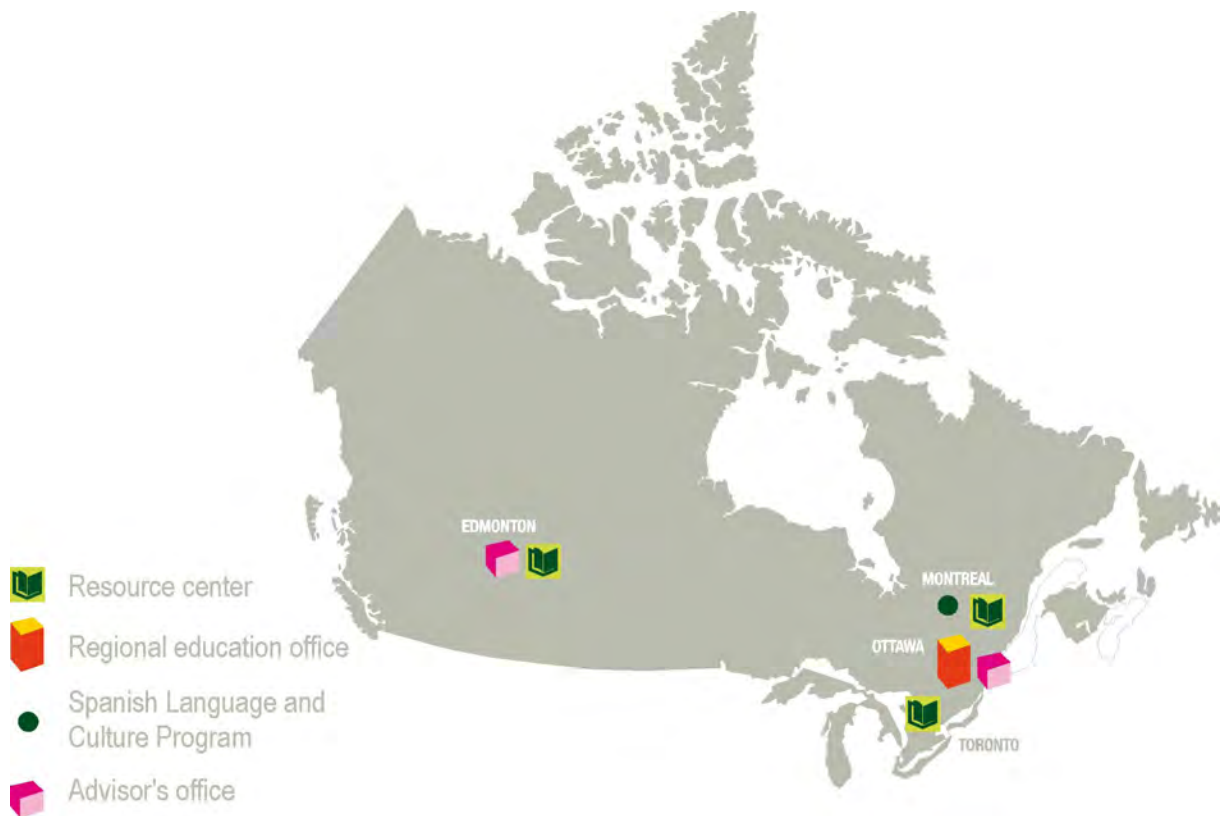 EDMONTON
MONTREAL
OTTAWA
TORONTO
Resource center
Regional education office
Spanish Language and
Culture Program
Advisor's office